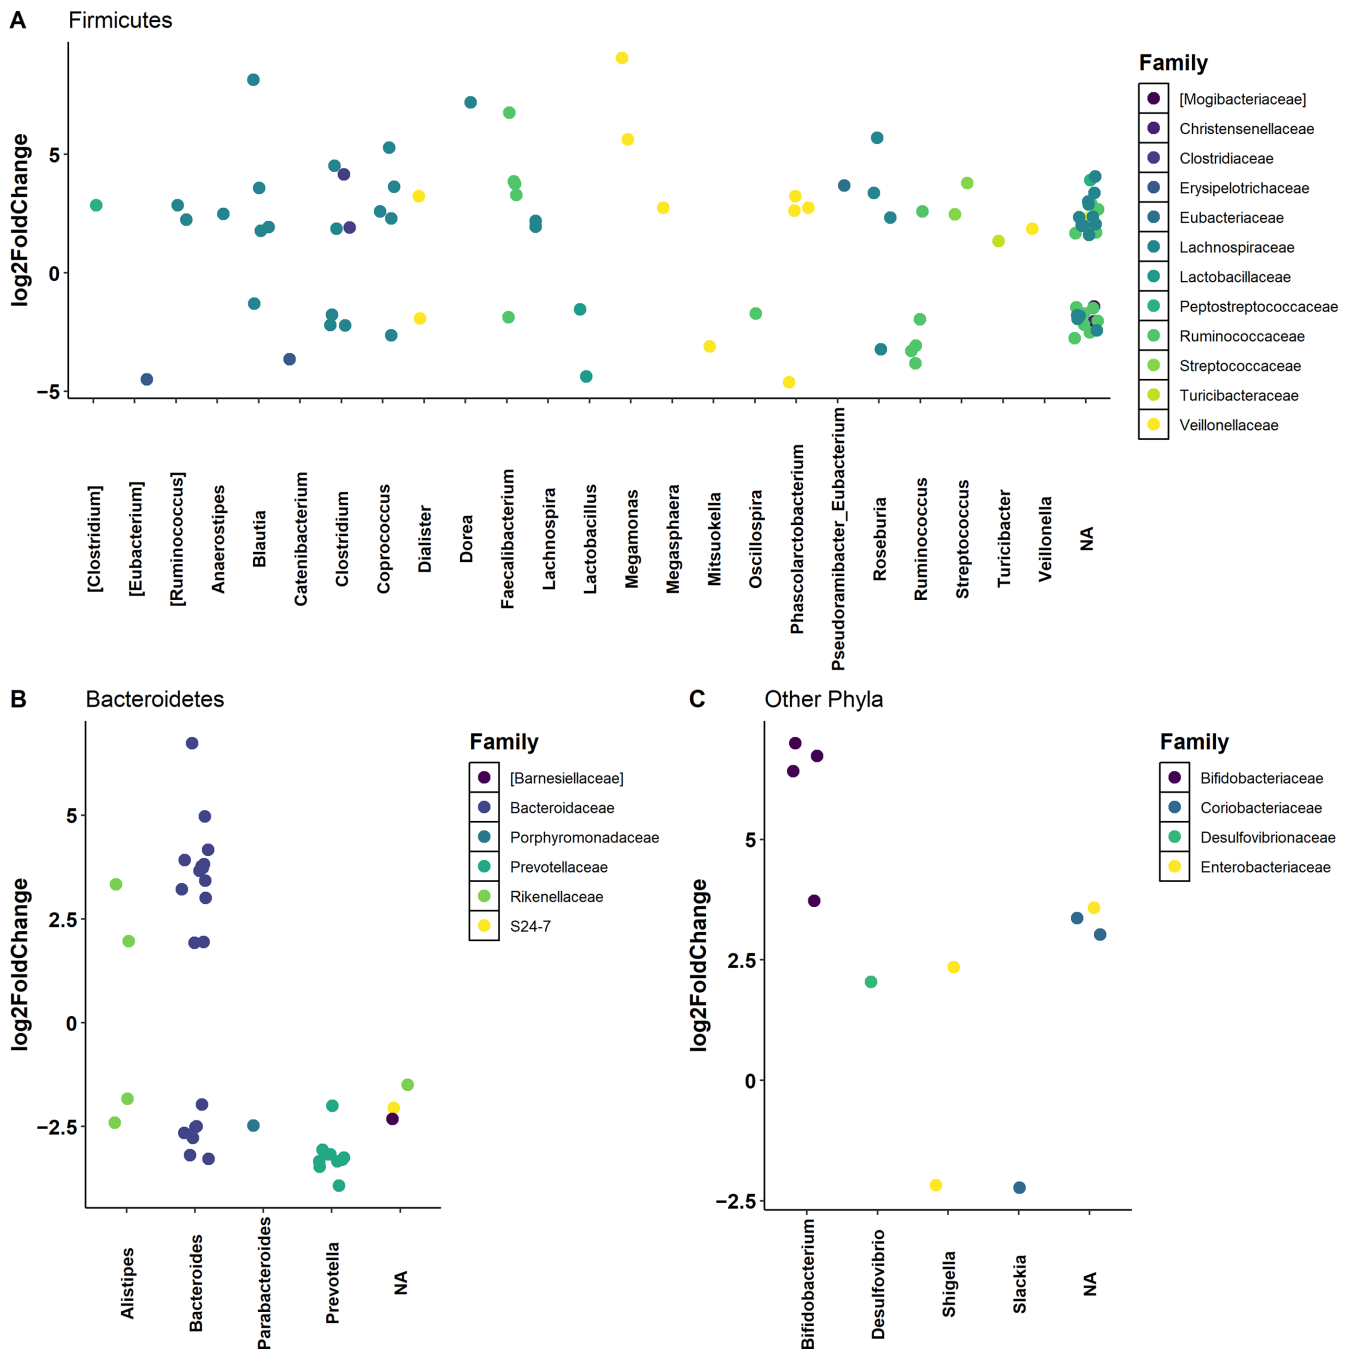 A Firmicutes
log2FoldChange
5
0
−5
[Clostridium]
[Eubacterium]
[Ruminococcus]
Anaerostipes
Blautia
Catenibacterium
Clostridium
Coprococcus
Dialister
Dorea
Faecalibacterium
Lachnospira
Lactobacillus
Megamonas
Megasphaera
Mitsuokella
Oscillospira
Phascolarctobacterium
Pseudoramibacter_Eubacterium
Roseburia
Ruminococcus
Streptococcus
Turicibacter
Veillonella
NA
Family
[Mogibacteriaceae]
Christensenellaceae
Clostridiaceae
Erysipelotrichaceae
Eubacteriaceae
Lachnospiraceae
Lactobacillaceae
Peptostreptococcaceae
Ruminococcaceae
Streptococcaceae
Turicibacteraceae
Veillonellaceae
B Bacteroidetes
log2FoldChange
5
2.5
0
−2.5
Alistipes
Bacteroides
Parabacteroides
Prevotella
NA
Family
[Barnesiellaceae]
Bacteroidaceae
Porphyromonadaceae
Prevotellaceae
Rikenellaceae
S24-7
C Other Phyla
log2FoldChange
5
2.5
0
−2.5
Bifidobacterium
Desulfovibrio
Shigella
Slackia
NA
Family
Bifidobacteriaceae
Coriobacteriaceae
Desulfovibrionaceae
Enterobacteriaceae